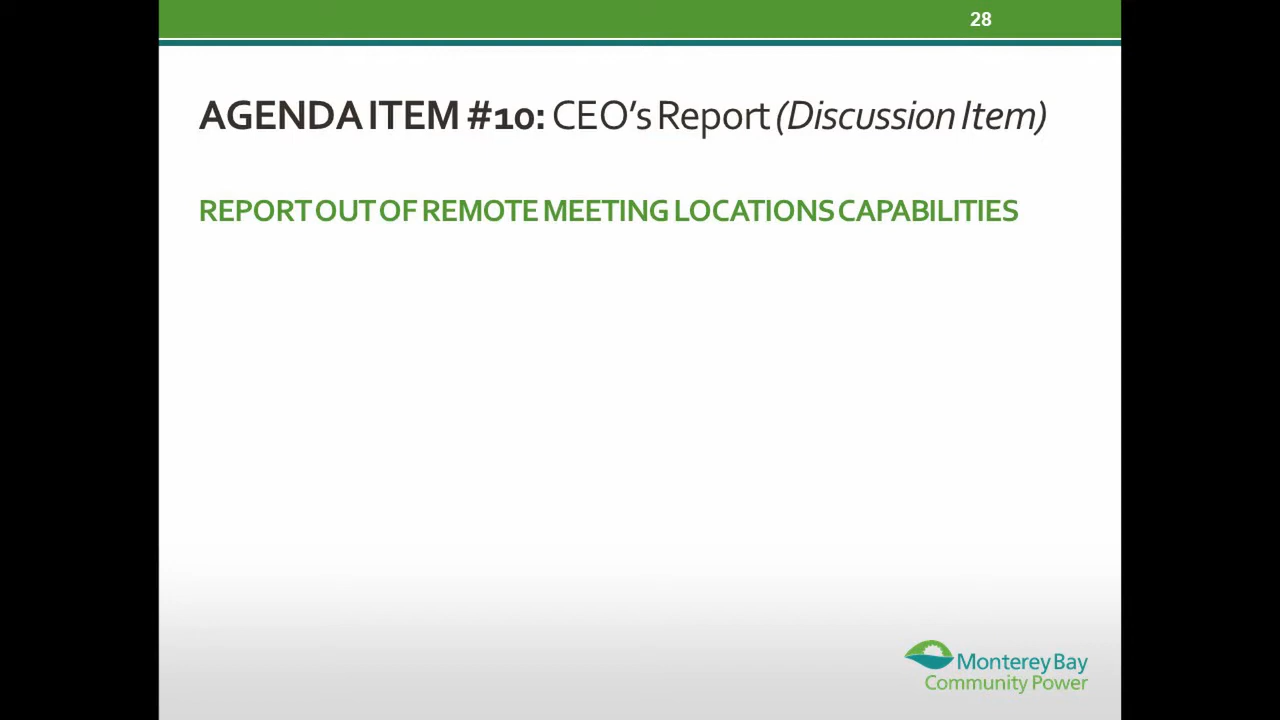 28
AGENDA ITEM #10: CEO's Report (Discussion Item)
REPORT OUT OF REMOTE MEETING LOCATIONS CAPABILITIES
Monterey Bay
Community Power